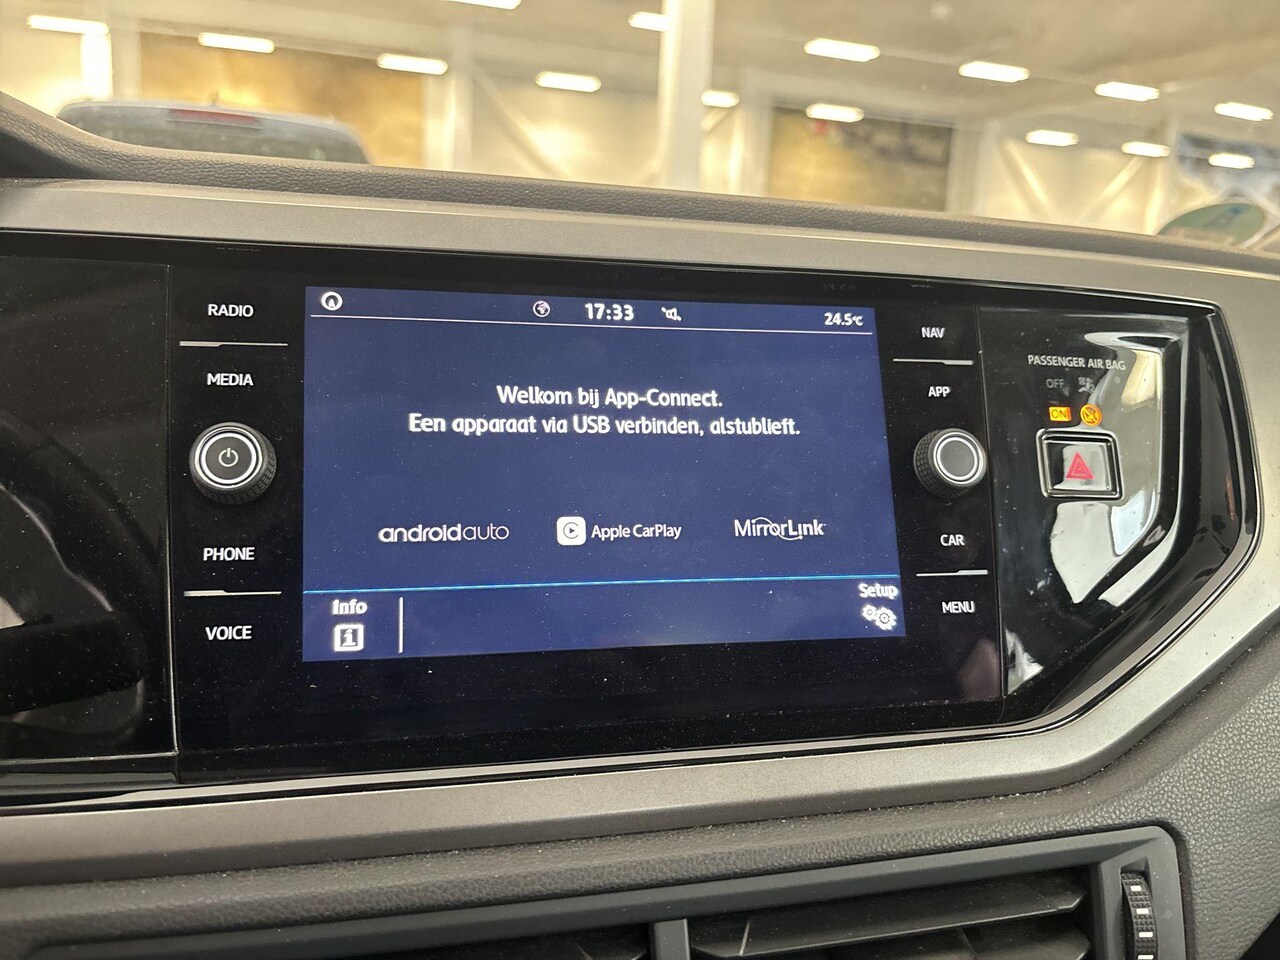 RADIO
MEDIA
PHONE
VOICE
17:33
24.5°C
Welkom bij App-Connect.
Een apparaat via USB verbinden, alstublieft.
androidauto
Apple CarPlay
MirrorLink
Info
Setup
NAV
APP
CAR
MENU
PASSENGER AIR BAG
OFF
ON